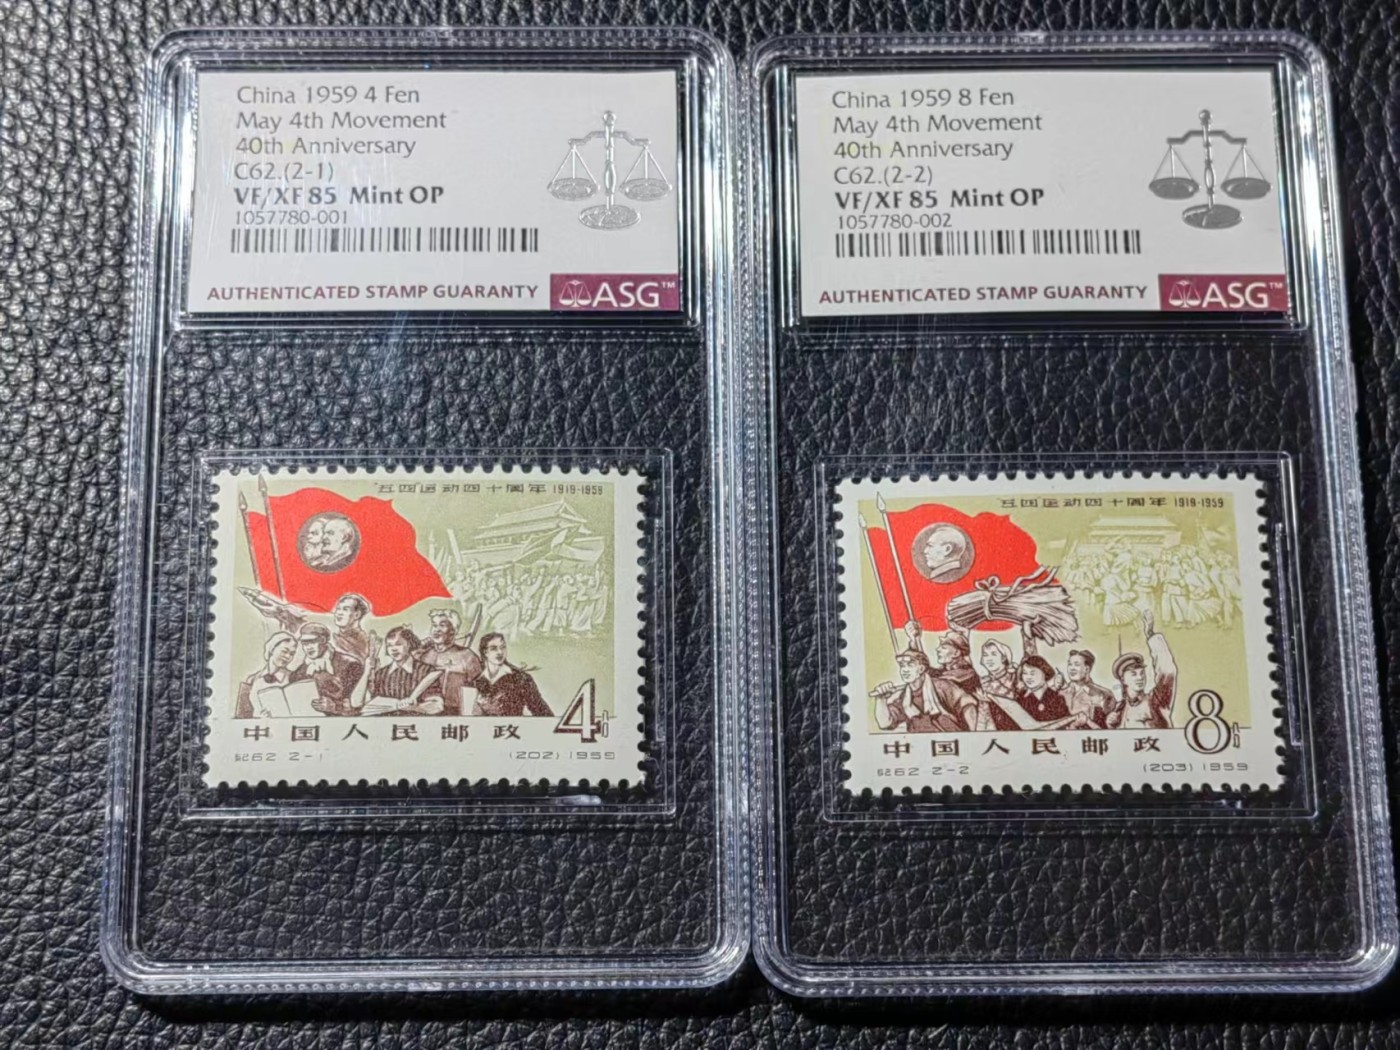 China 1959 4 Fen
May 4th Movement
40th Anniversary
C62.(2-1)
VF/XF 85 Mint OP
1057780-001
AUTHENTICATED STAMP GUARANTY ASG™
"五四"运动四十周年 1919-1959
4分
中国人民邮政
纪62 2-1 (202) 1959
China 1959 8 Fen
May 4th Movement
40th Anniversary
C62.(2-2)
VF/XF 85 Mint OP
1057780-002
AUTHENTICATED STAMP GUARANTY ASG™
"五四"运动四十周年 1919-1959
8分
中国人民邮政
纪62 2-2 (203) 1959